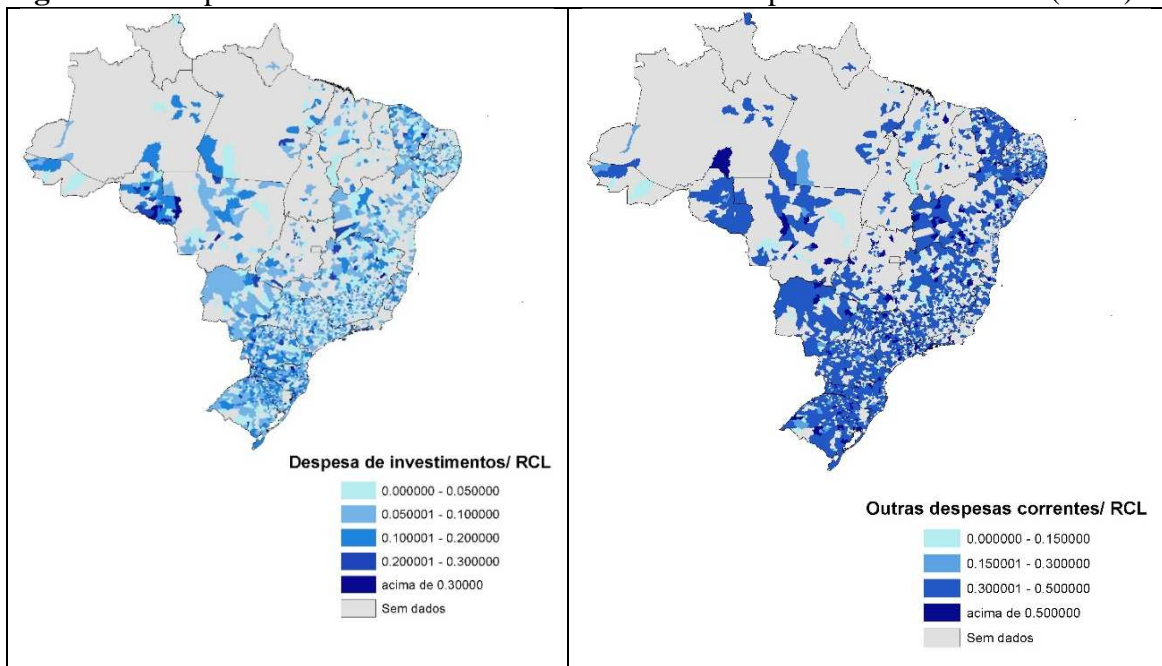 Despesa de investimentos/ RCL
0.000000 - 0.050000
0.050001 - 0.100000
0.100001 - 0.200000
0.200001 - 0.300000
acima de 0.30000
Sem dados
Outras despesas correntes/ RCL
0.000000 - 0.150000
0.150001 - 0.300000
0.300001 - 0.500000
acima de 0.500000
Sem dados